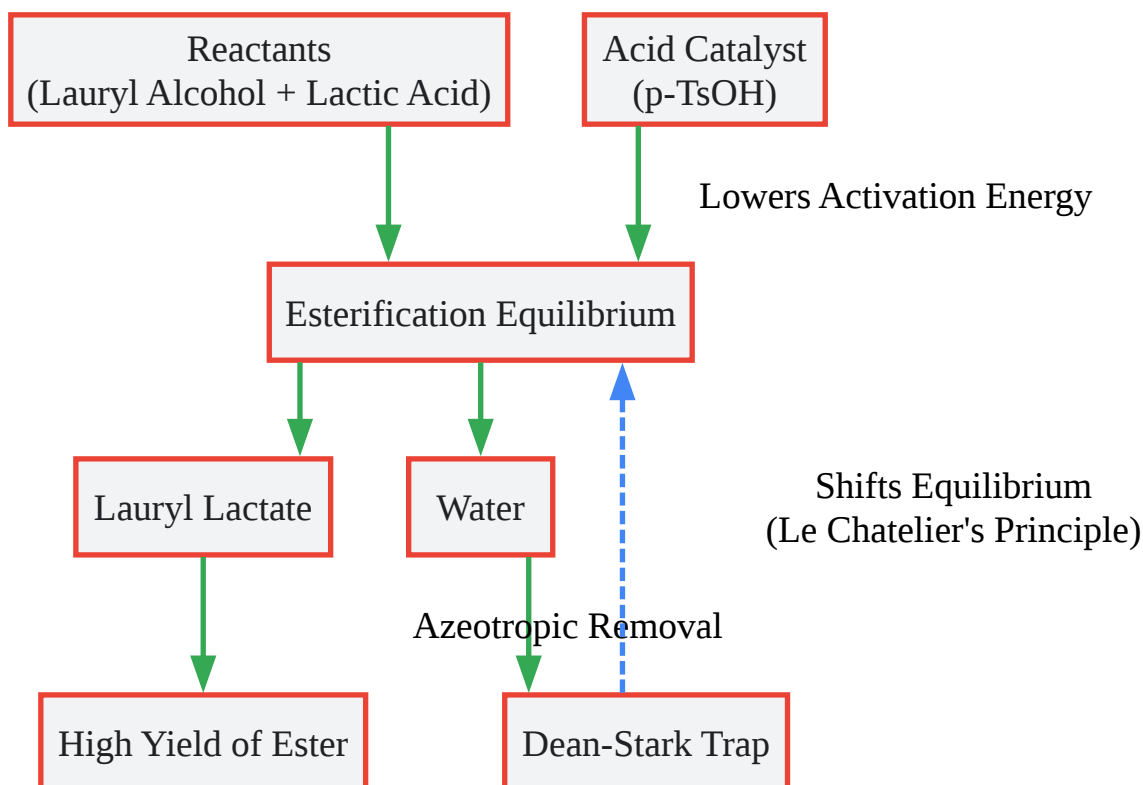 Reactants
(Lauryl Alcohol + Lactic Acid)
Acid Catalyst
(p-TsOH)
Lowers Activation Energy
Esterification Equilibrium
Lauryl Lactate
Water
Shifts Equilibrium
(Le Chatelier's Principle)
Azeotropic Removal
High Yield of Ester
Dean-Stark Trap